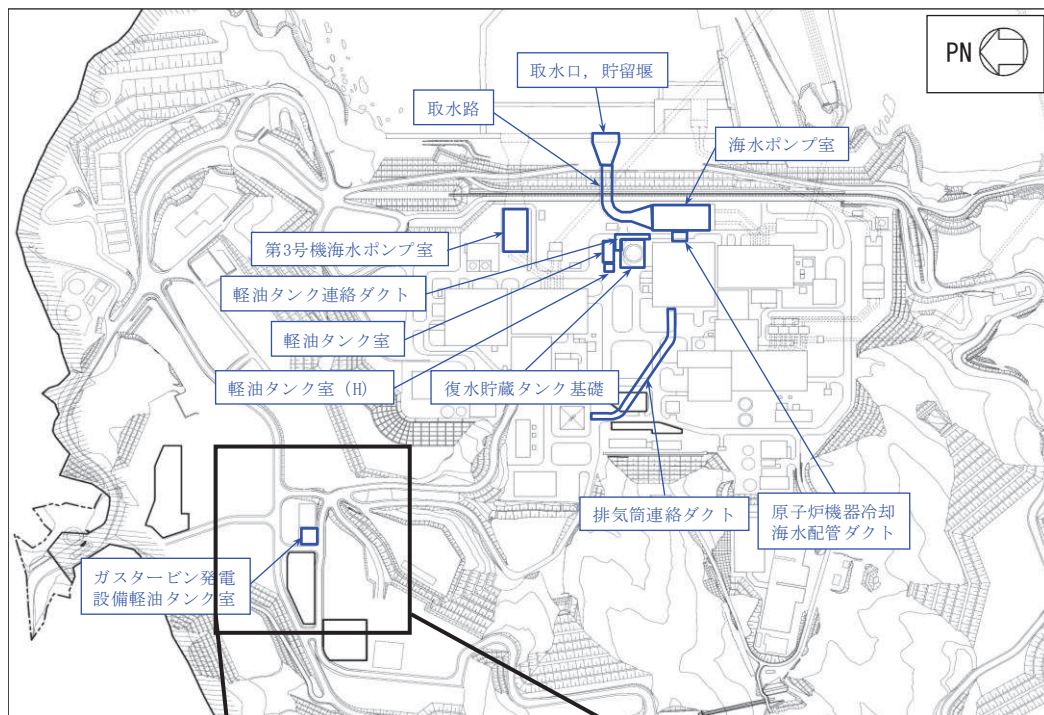 PN
取水口，貯留堰
取水路
海水ポンプ室
第3号機海水ポンプ室
軽油タンク連絡ダクト
軽油タンク室
軽油タンク室 (H)
復水貯蔵タンク基礎
排気筒連絡ダクト
原子炉機器冷却
海水配管ダクト
ガスタービン発電
設備軽油タンク室